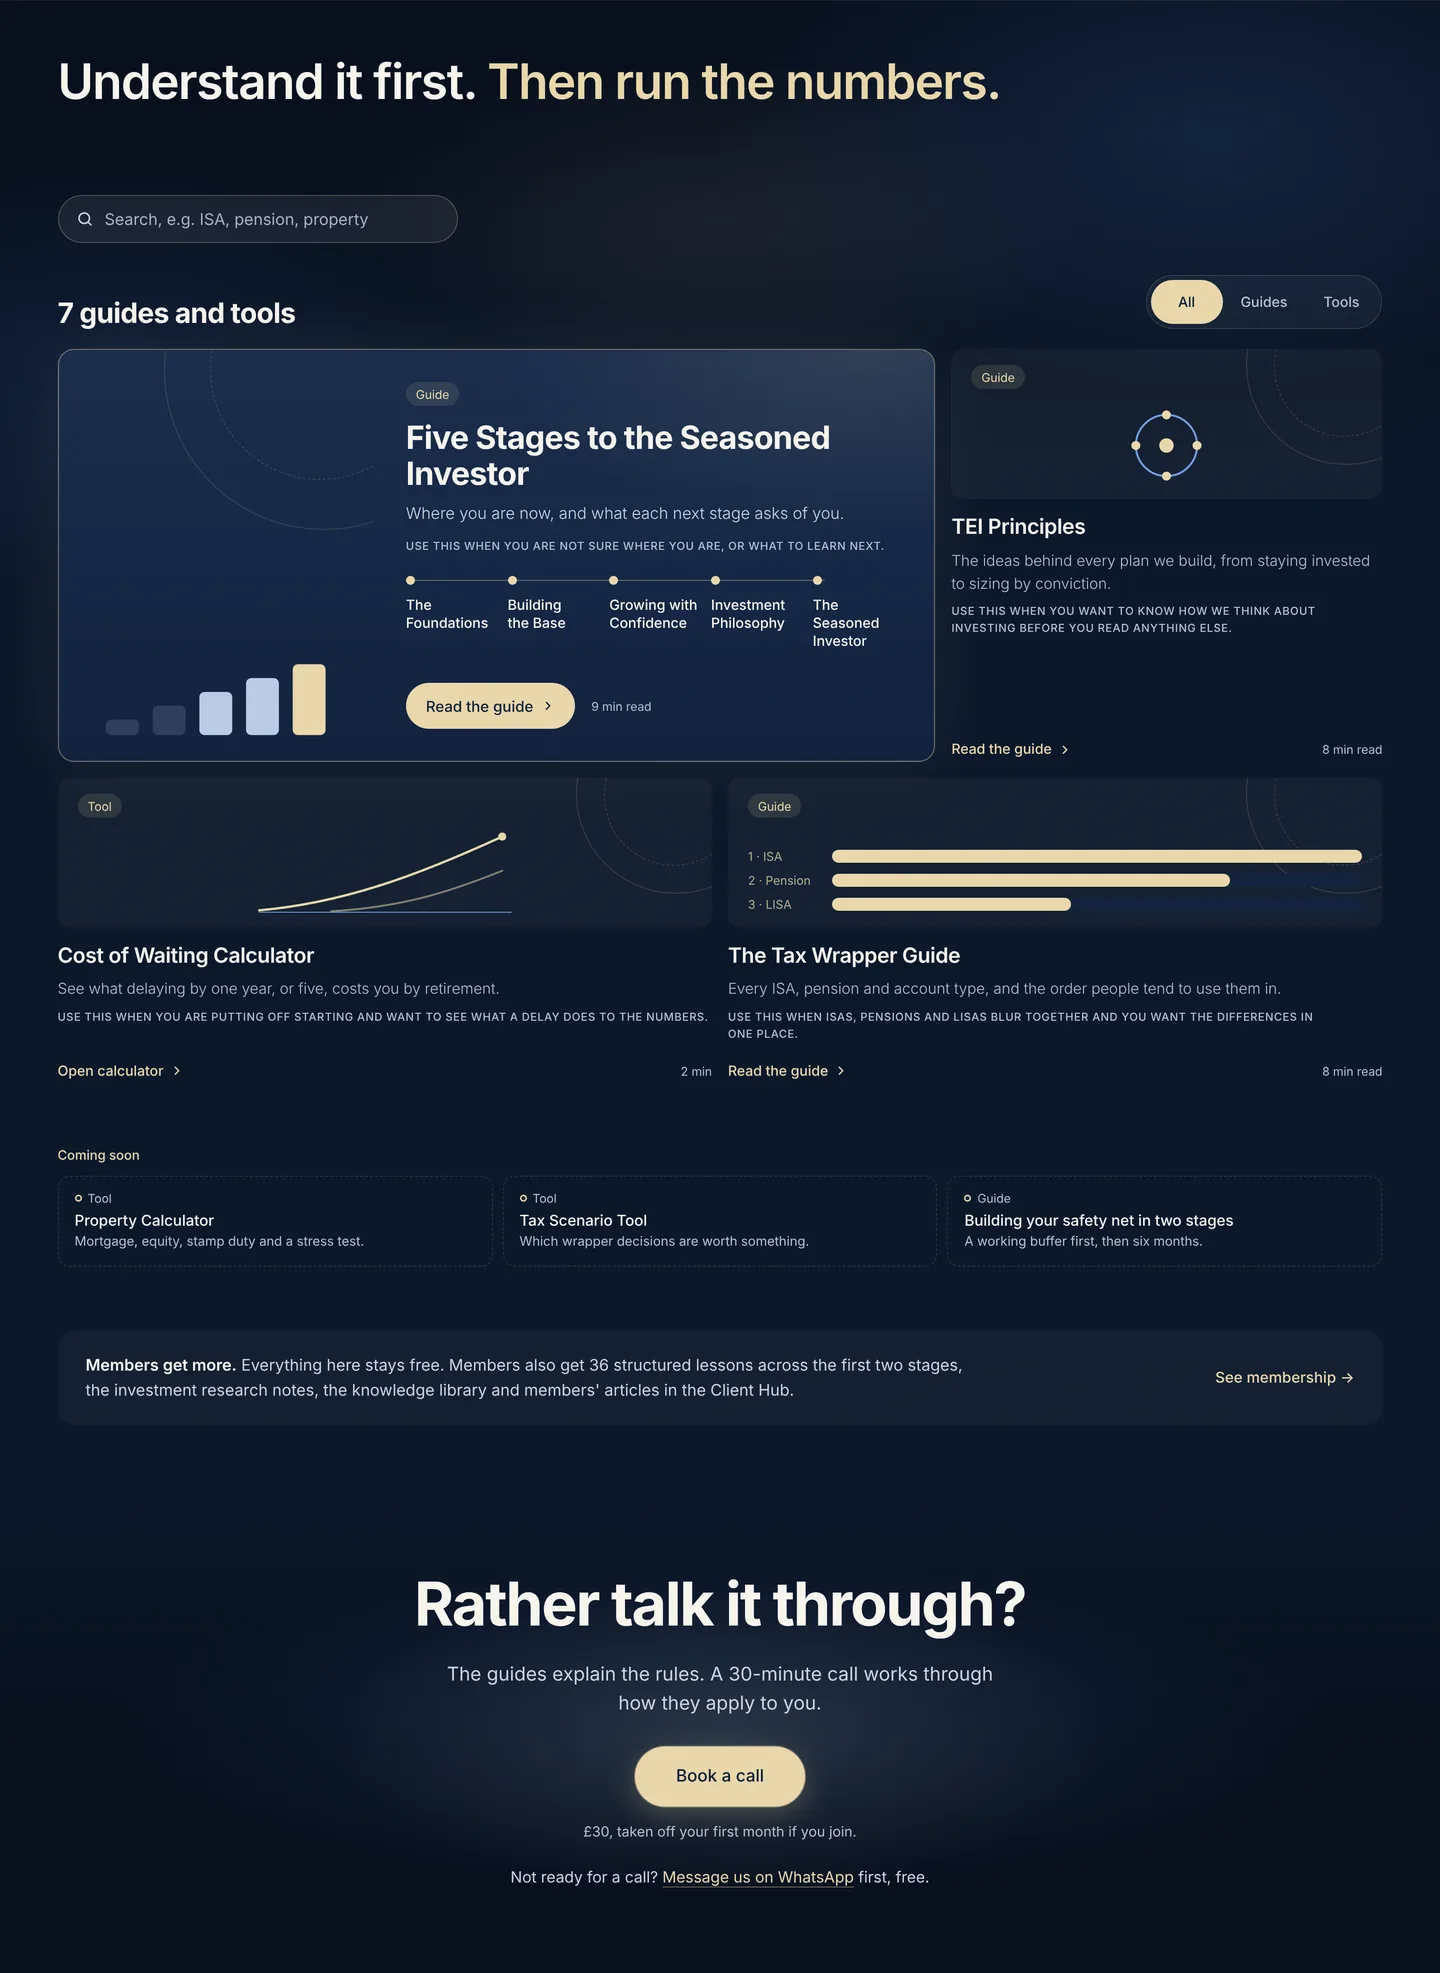 Understand it first. Then run the numbers.
Search, e.g. ISA, pension, property
7 guides and tools
All
Guides
Tools
Guide
Five Stages to the Seasoned
Investor
Where you are now, and what each next stage asks of you.
USE THIS WHEN YOU ARE NOT SURE WHERE YOU ARE, OR WHAT TO LEARN NEXT.
The
Foundations
Building
the Base
Growing with
Confidence
Investment
Philosophy
The
Seasoned
Investor
Read the guide
9 min read
Guide
TEI Principles
The ideas behind every plan we build, from staying invested
to sizing by conviction.
USE THIS WHEN YOU WANT TO KNOW HOW WE THINK ABOUT
INVESTING BEFORE YOU READ ANYTHING ELSE.
Read the guide
8 min read
Tool
Cost of Waiting Calculator
See what delaying by one year, or five, costs you by retirement.
USE THIS WHEN YOU ARE PUTTING OFF STARTING AND WANT TO SEE WHAT A DELAY DOES TO THE NUMBERS.
Open calculator
2 min
Guide
1 · ISA
2 · Pension
3 · LISA
The Tax Wrapper Guide
Every ISA, pension and account type, and the order people tend to use them in.
USE THIS WHEN ISAS, PENSIONS AND LISAS BLUR TOGETHER AND YOU WANT THE DIFFERENCES IN
ONE PLACE.
Read the guide
8 min read
Coming soon
Tool
Property Calculator
Mortgage, equity, stamp duty and a stress test.
Tool
Tax Scenario Tool
Which wrapper decisions are worth something.
Guide
Building your safety net in two stages
A working buffer first, then six months.
Members get more. Everything here stays free. Members also get 36 structured lessons across the first two stages,
the investment research notes, the knowledge library and members' articles in the Client Hub.
See membership →
Rather talk it through?
The guides explain the rules. A 30-minute call works through
how they apply to you.
Book a call
£30, taken off your first month if you join.
Not ready for a call? Message us on WhatsApp first, free.